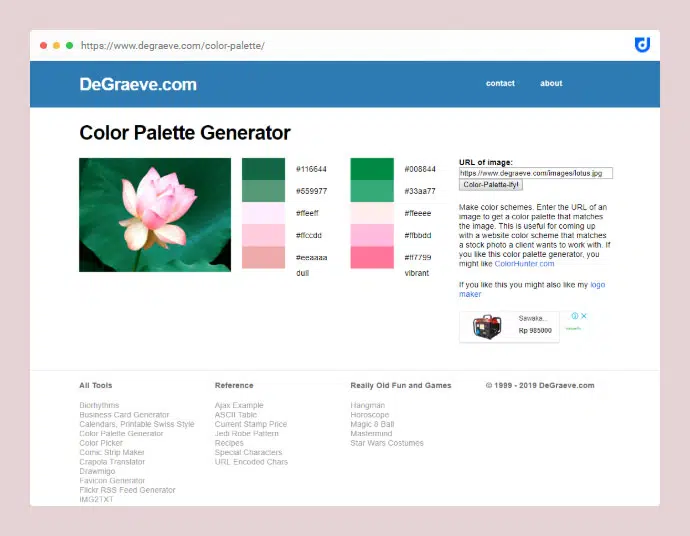 https://www.degraeve.com/color-palette/
DeGraeve.com
contact
about
Color Palette Generator
#116644
#559977
#ffeeff
#ffccdd
#eeaaaa
dull
#008844
#33aa77
#ffeeee
#ffbbdd
#ff7799
vibrant
URL of image:
https://www.degraeve.com/images/lotus.jpg
Color-Palette-ify!
Make color schemes. Enter the URL of an
image to get a color palette that matches
the image. This is useful for coming up
with a website color scheme that matches
a stock photo a client wants to work with. If
you like this color palette generator, you
might like ColorHunter.com
If you like this you might also like my logo
maker
Sawaka...
Rp 985000
All Tools
Biorhythms
Business Card Generator
Calendars, Printable Swiss Style
Color Palette Generator
Color Picker
Comic Strip Maker
Crapola Translator
Drawmigo
Favicon Generator
Flickr RSS Feed Generator
IMG2TXT
Reference
Ajax Example
ASCII Table
Current Stamp Price
Jedi Robe Pattern
Recipes
Special Characters
URL Encoded Chars
Really Old Fun and Games
Hangman
Horoscope
Magic 8 Ball
Mastermind
Star Wars Costumes
© 1999 - 2019 DeGraeve.com